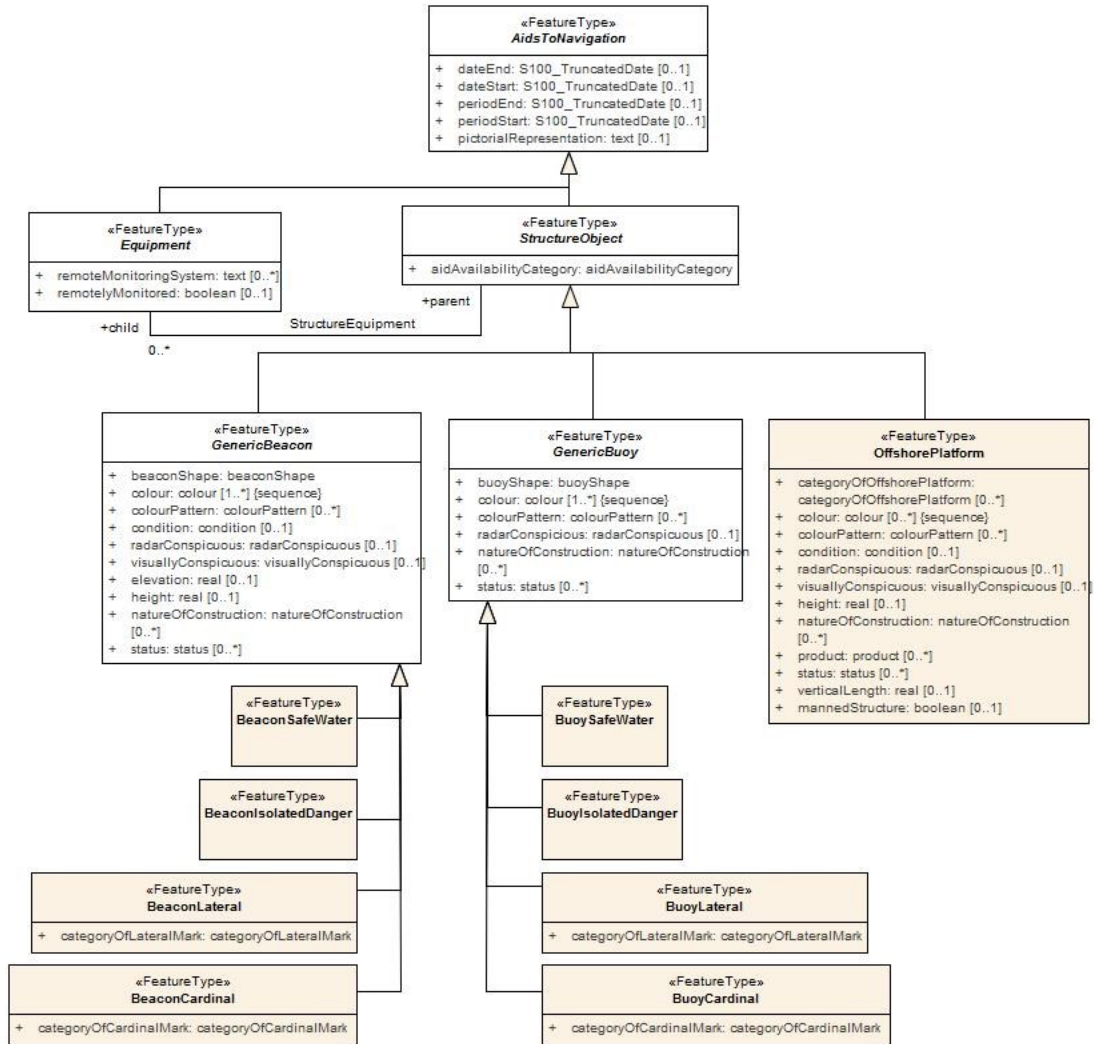 «FeatureType»
AidsToNavigation
+ dateEnd: S100_TruncatedDate [0..1]
+ dateStart: S100_TruncatedDate [0..1]
+ periodEnd: S100_TruncatedDate [0..1]
+ periodStart: S100_TruncatedDate [0..1]
+ pictorialRepresentation: text [0..1]
«FeatureType»
Equipment
+ remoteMonitoringSystem: text [0..*]
+ remotelyMonitored: boolean [0..1]
«FeatureType»
StructureObject
+ aidAvailabilityCategory: aidAvailabilityCategory
+child
0..*
StructureEquipment
+parent
«FeatureType»
GenericBeacon
+ beaconShape: beaconShape
+ colour: colour [1..*] {sequence}
+ colourPattern: colourPattern [0..*]
+ condition: condition [0..1]
+ radarConspicuous: radarConspicuous [0..1]
+ visuallyConspicuous: visuallyConspicuous [0..1]
+ elevation: real [0..1]
+ height: real [0..1]
+ natureOfConstruction: natureOfConstruction
[0..*]
+ status: status [0..*]
«FeatureType»
GenericBuoy
+ buoyShape: buoyShape
+ colour: colour [1..*] {sequence}
+ colourPattern: colourPattern [0..*]
+ radarConspicious: radarConspicuous [0..1]
+ natureOfConstruction: natureOfConstruction
[0..*]
+ status: status [0..*]
«FeatureType»
OffshorePlatform
+ categoryOfOffshorePlatform:
categoryOfOffshorePlatform [0..*]
+ colour: colour [0..*] {sequence}
+ colourPattern: colourPattern [0..*]
+ condition: condition [0..1]
+ radarConspicuous: radarConspicuous [0..1]
+ visuallyConspicuous: visuallyConspicuous [0..1]
+ height: real [0..1]
+ natureOfConstruction: natureOfConstruction
[0..*]
+ product: product [0..*]
+ status: status [0..*]
+ verticalLength: real [0..1]
+ mannedStructure: boolean [0..1]
«FeatureType»
BeaconSafeWater
«FeatureType»
BuoySafeWater
«FeatureType»
BeaconIsolatedDanger
«FeatureType»
BuoyIsolatedDanger
«FeatureType»
BeaconLateral
+ categoryOfLateralMark: categoryOfLateralMark
«FeatureType»
BuoyLateral
+ categoryOfLateralMark: categoryOfLateralMark
«FeatureType»
BeaconCardinal
+ categoryOfCardinalMark: categoryOfCardinalMark
«FeatureType»
BuoyCardinal
+ categoryOfCardinalMark: categoryOfCardinalMark